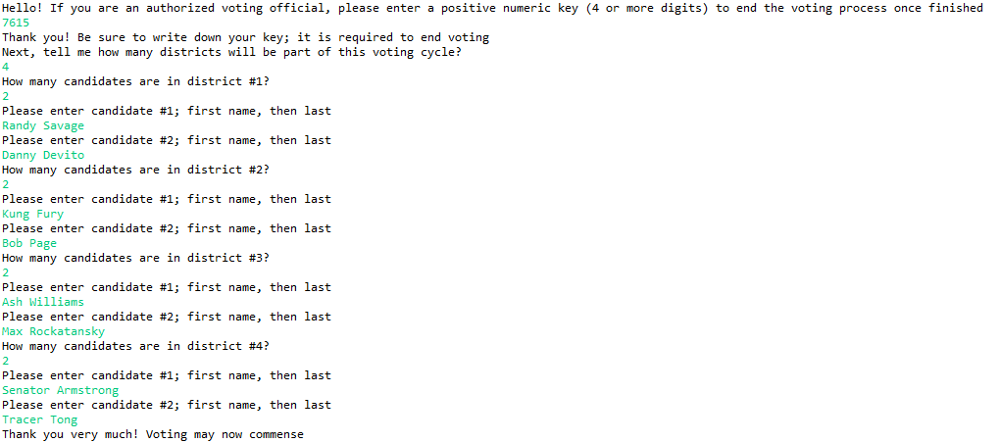 Hello! If you are an authorized voting official, please enter a positive numeric key (4 or more digits) to end the voting process once finished
7615
Thank you! Be sure to write down your key; it is required to end voting
Next, tell me how many districts will be part of this voting cycle?
4
How many candidates are in district #1?
2
Please enter candidate #1; first name, then last
Randy Savage
Please enter candidate #2; first name, then last
Danny Devito
How many candidates are in district #2?
2
Please enter candidate #1; first name, then last
Kung Fury
Please enter candidate #2; first name, then last
Bob Page
How many candidates are in district #3?
2
Please enter candidate #1; first name, then last
Ash Williams
Please enter candidate #2; first name, then last
Max Rockatansky
How many candidates are in district #4?
2
Please enter candidate #1; first name, then last
Senator Armstrong
Please enter candidate #2; first name, then last
Tracer Tong
Thank you very much! Voting may now commense